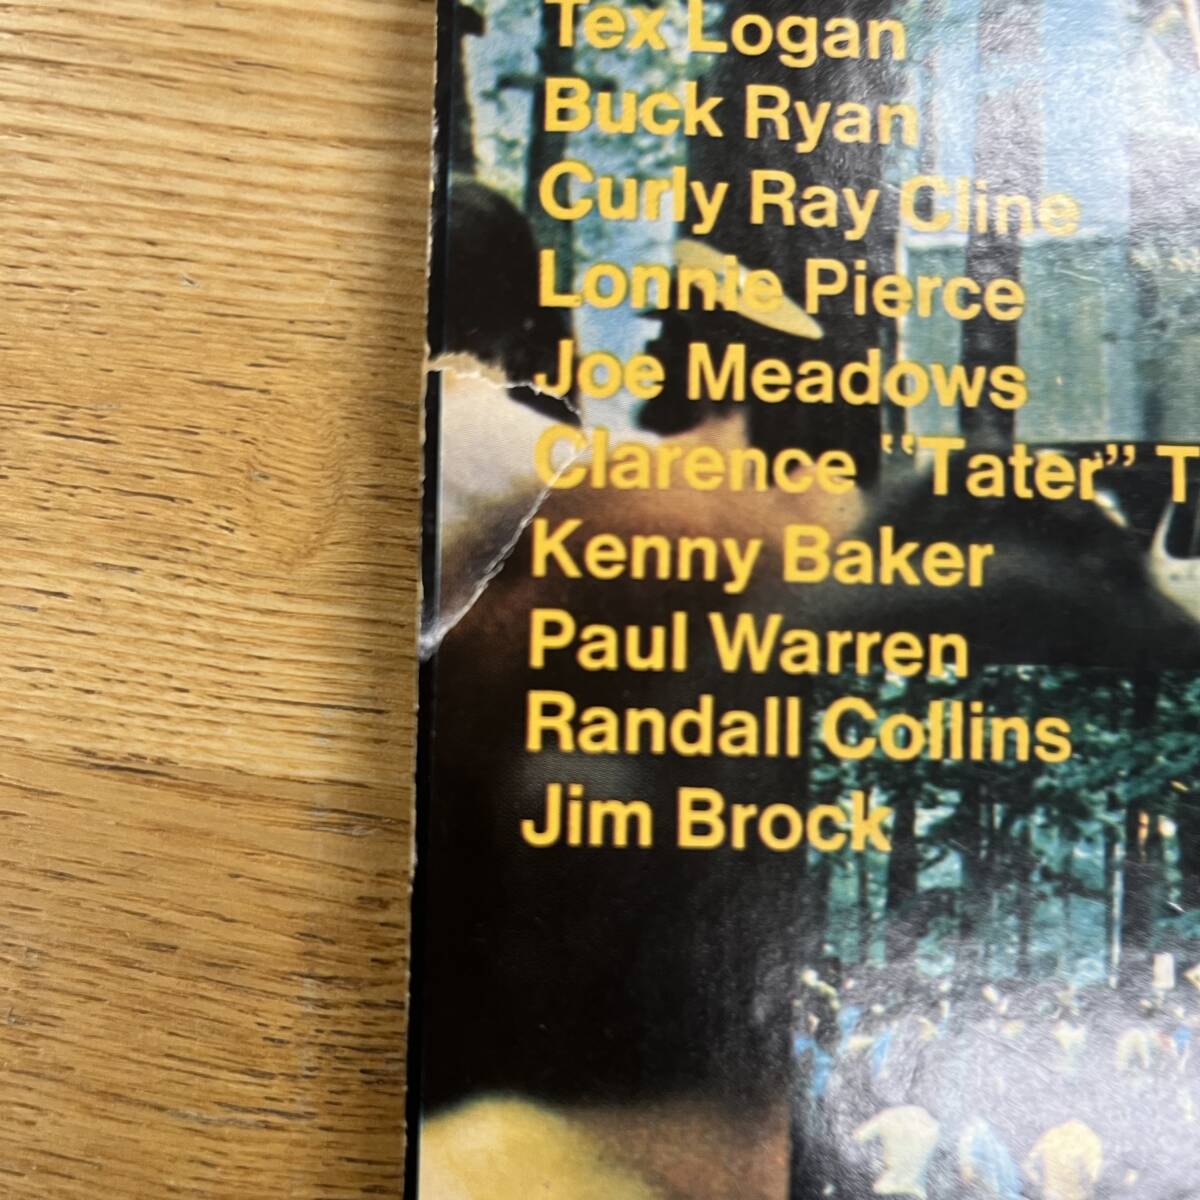 Tex Logan
Buck Ryan
Curly Ray Cline
Lonnie Pierce
Joe Meadows
Clarence "Tater" T
Kenny Baker
Paul Warren
Randall Collins
Jim Brock